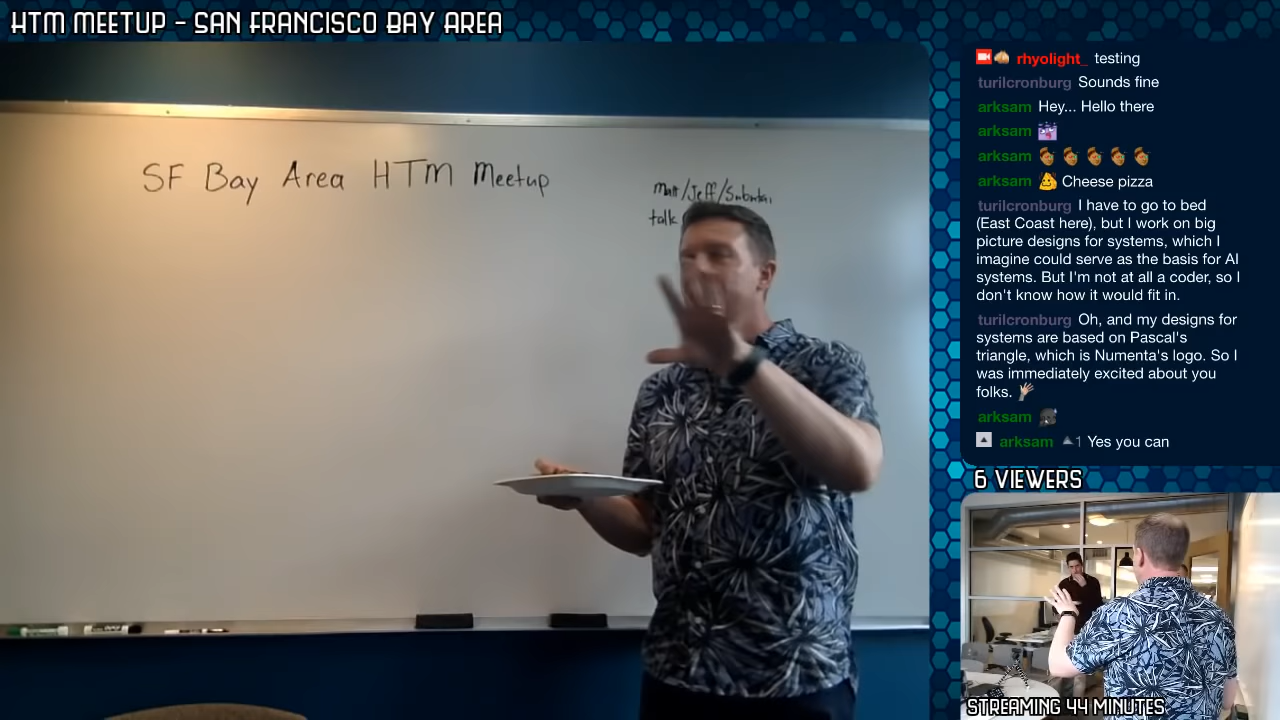 HTM MEETUP - SAN FRANCISCO BAY AREA
SF Bay Area HTM Meetup
Matt/Jeff/Subutai
talk
rhyolight_ testing
turilcronburg Sounds fine
arksam Hey... Hello there
arksam
arksam
arksam Cheese pizza
turilcronburg I have to go to bed
(East Coast here), but I work on big
picture designs for systems, which I
imagine could serve as the basis for AI
systems. But I'm not at all a coder, so I
don't know how it would fit in.
turilcronburg Oh, and my designs for
systems are based on Pascal's
triangle, which is Numenta's logo. So I
was immediately excited about you
folks.
arksam
arksam 1 Yes you can
6 VIEWERS
STREAMING 44 MINUTES